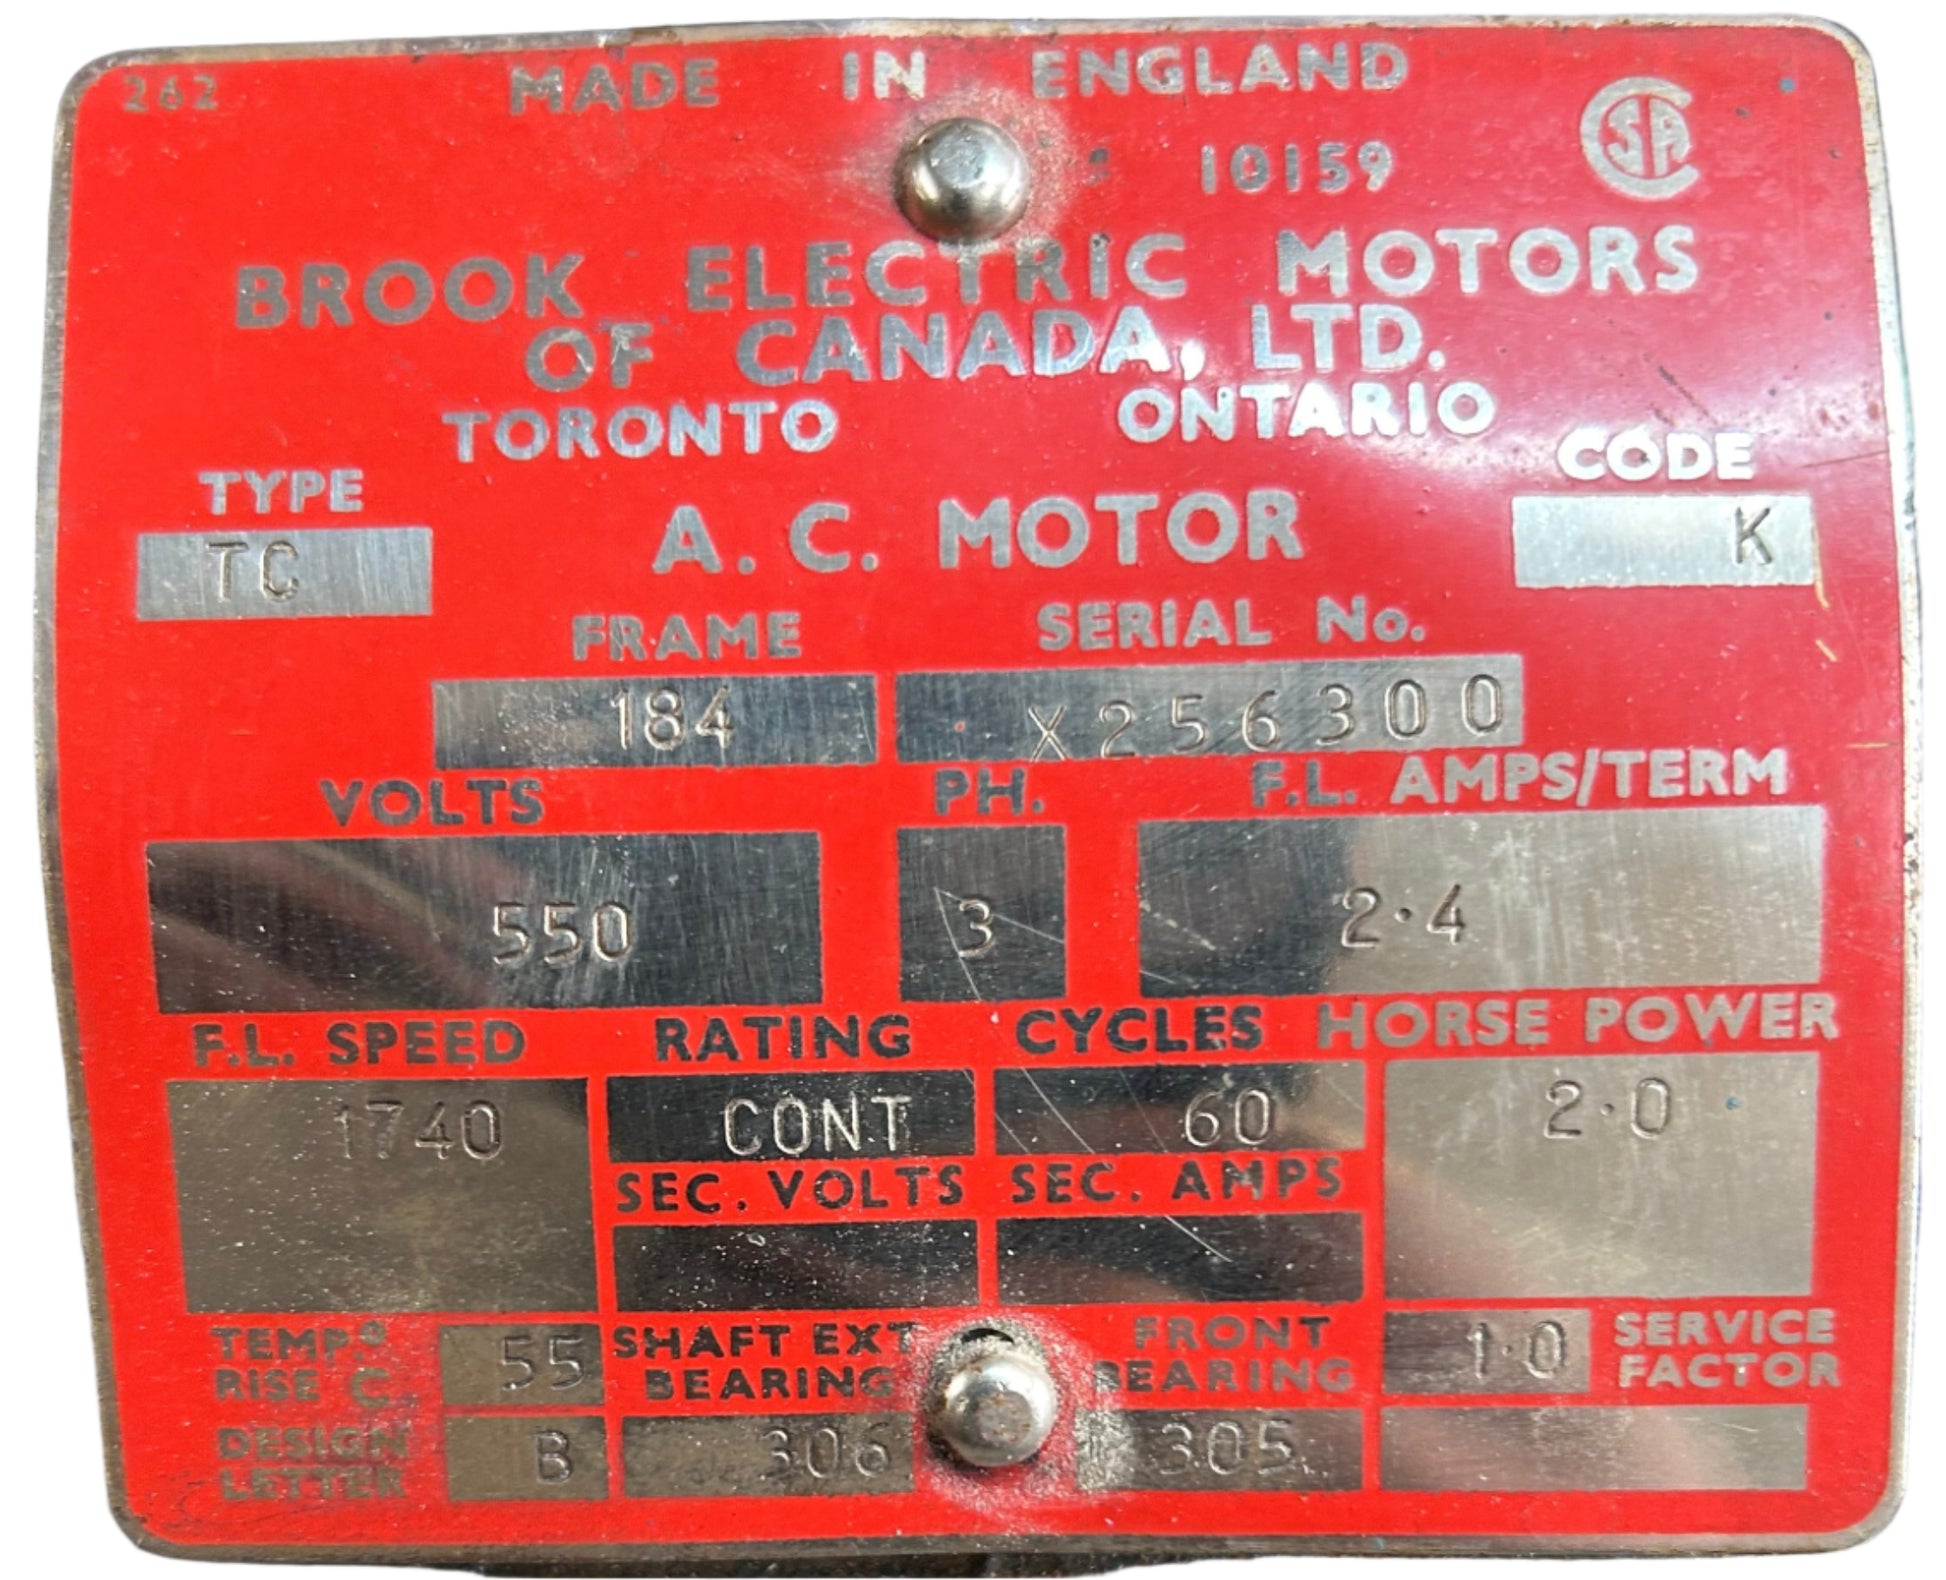 262
MADE IN ENGLAND
10159
CSA
BROOK ELECTRIC MOTORS
OF CANADA, LTD.
TORONTO ONTARIO
TYPE CODE
TC A. C. MOTOR K
FRAME SERIAL No.
184 X256300
VOLTS PH. F.L. AMPS/TERM
550 3 2·4
F.L. SPEED RATING CYCLES HORSE POWER
1740 CONT 60 2·0
SEC. VOLTS SEC. AMPS
TEMP.º RISE C 55 SHAFT EXT BEARING FRONT BEARING 1·0 SERVICE FACTOR
DESIGN LETTER B 306 305